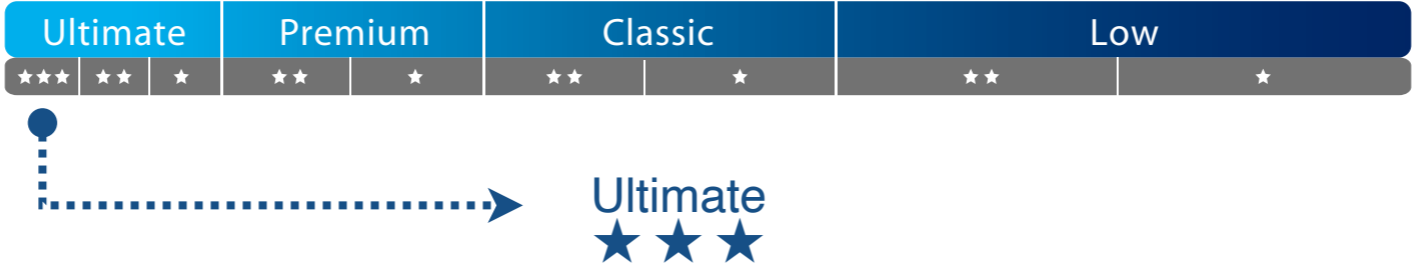 Ultimate Premium Classic Low
★★★ ★★ ★ ★★ ★ ★★ ★ ★★ ★
Ultimate
★ ★ ★